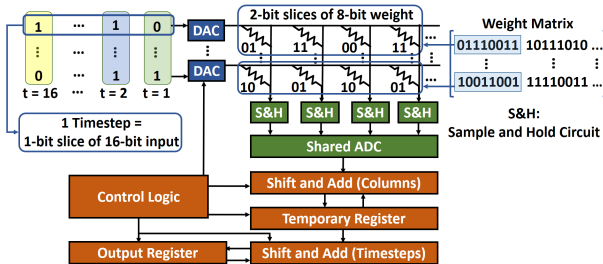 1 ... 1 0
0 ... 1 1
t = 16 ... t = 2 t = 1
1 Timestep =
1-bit slice of 16-bit input
DAC
DAC
2-bit slices of 8-bit weight
01 11 00 11
10 01 10 01
Weight Matrix
01110011 10111010 ...
10011001 11110011 ...
S&H:
Sample and Hold Circuit
S&H S&H S&H S&H
Shared ADC
Shift and Add (Columns)
Control Logic
Temporary Register
Output Register
Shift and Add (Timesteps)